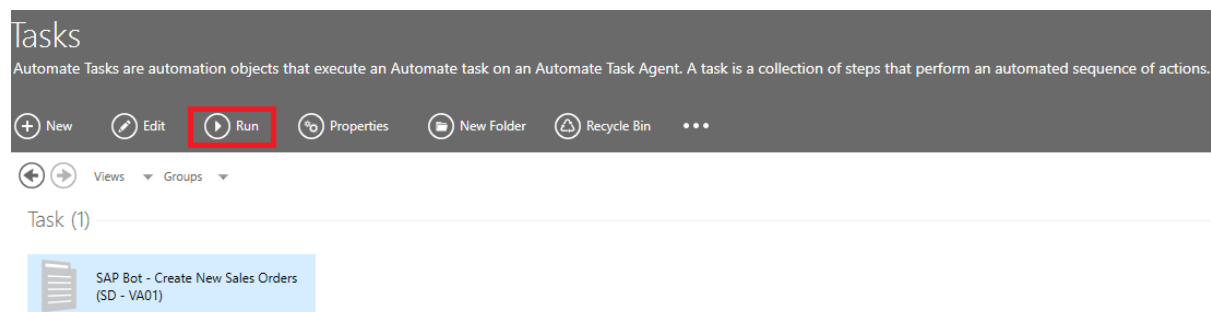 Tasks
Automate Tasks are automation objects that execute an Automate task on an Automate Task Agent. A task is a collection of steps that perform an automated sequence of actions.
New Edit Run Properties New Folder Recycle Bin •••
Views Groups
Task (1)
SAP Bot - Create New Sales Orders
(SD - VA01)